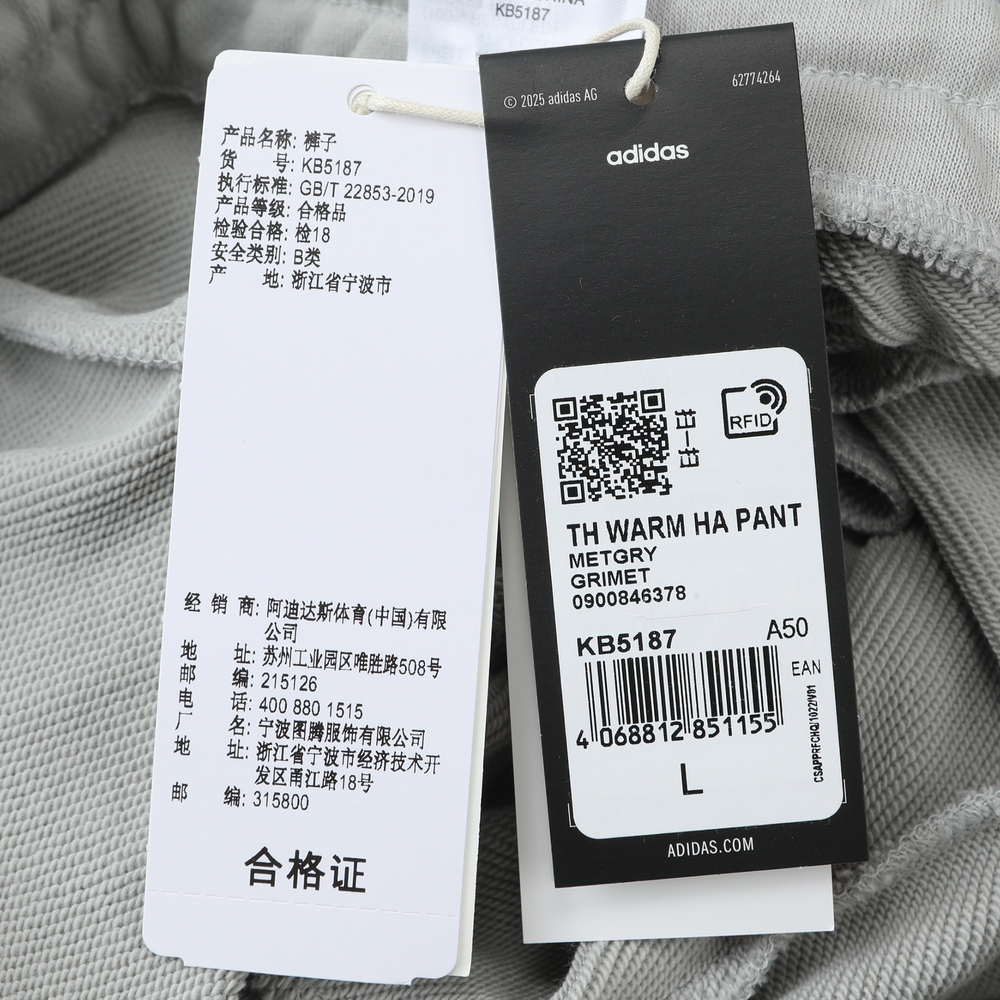 KB5187
产品名称: 裤子
货 号: KB5187
执行标准: GB/T 22853-2019
产品等级: 合格品
检验合格: 检18
安全类别: B类
产 地: 浙江省宁波市
经 销 商: 阿迪达斯体育(中国)有限
公司
地 址: 苏州工业园区唯胜路508号
邮 编: 215126
电 话: 400 880 1515
厂 名: 宁波图腾服饰有限公司
地 址: 浙江省宁波市经济技术开
发区甬江路18号
邮 编: 315800
合格证
© 2025 adidas AG
62774264
adidas
扫一扫
RFID
TH WARM HA PANT
METGRY
GRIMET
0900846378
KB5187
A50
EAN
4 068812 851155
CSAPPRFCHQ/1022/V01
L
ADIDAS.COM